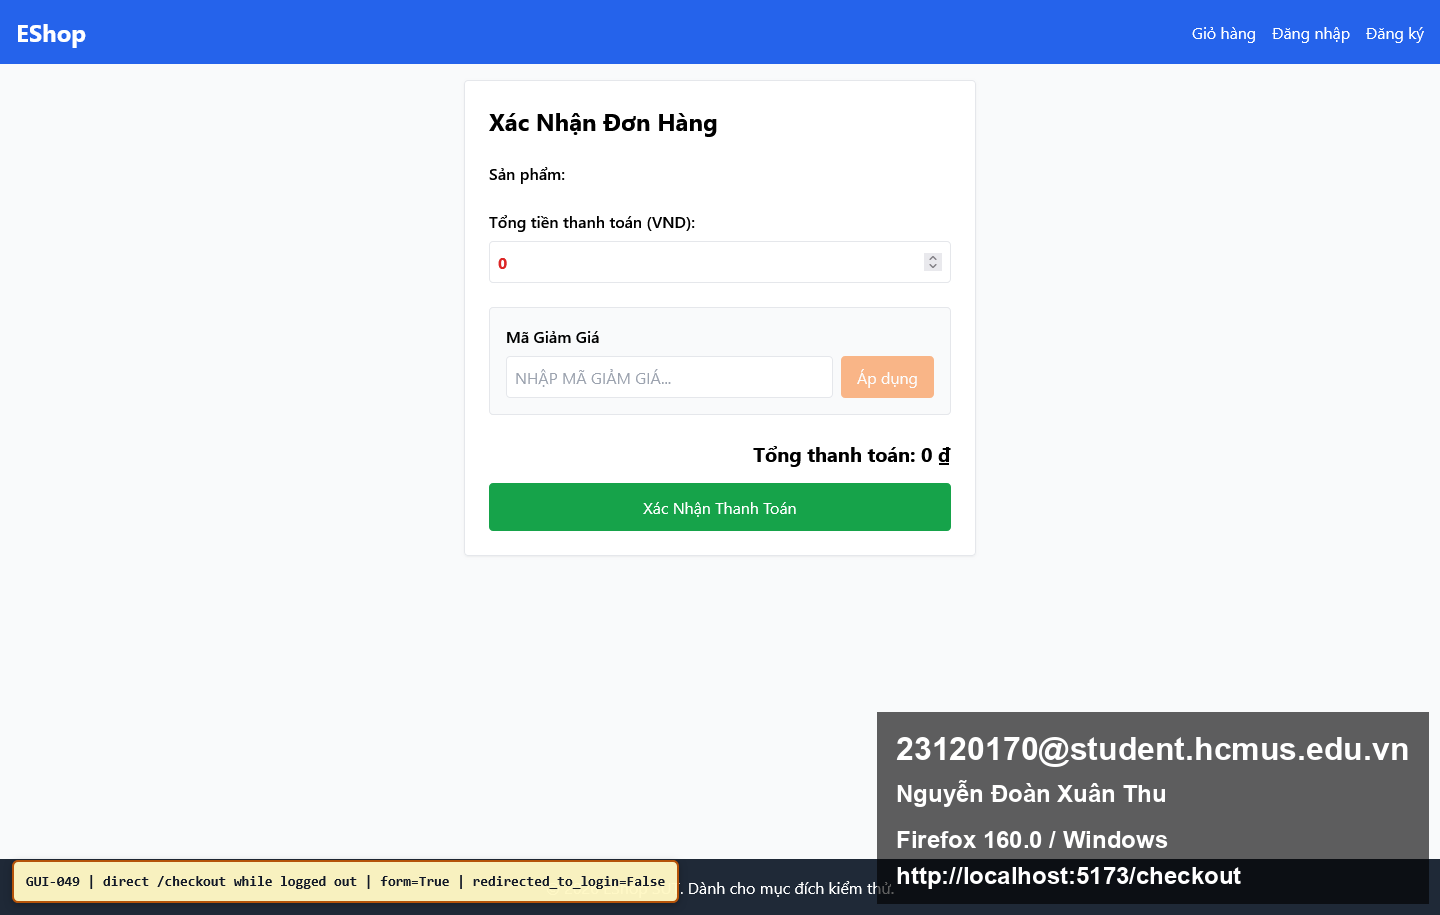 EShop
Giỏ hàng Đăng nhập Đăng ký
Xác Nhận Đơn Hàng
Sản phẩm:
Tổng tiền thanh toán (VND):
0
Mã Giảm Giá
NHẬP MÃ GIẢM GIÁ...
Áp dụng
Tổng thanh toán: 0 ₫
Xác Nhận Thanh Toán
23120170@student.hcmus.edu.vn
Nguyễn Đoàn Xuân Thu
Firefox 160.0 / Windows
http://localhost:5173/checkout
GUI-049 | direct /checkout while logged out | form=True | redirected_to_login=False
. Dành cho mục đích kiểm thử.